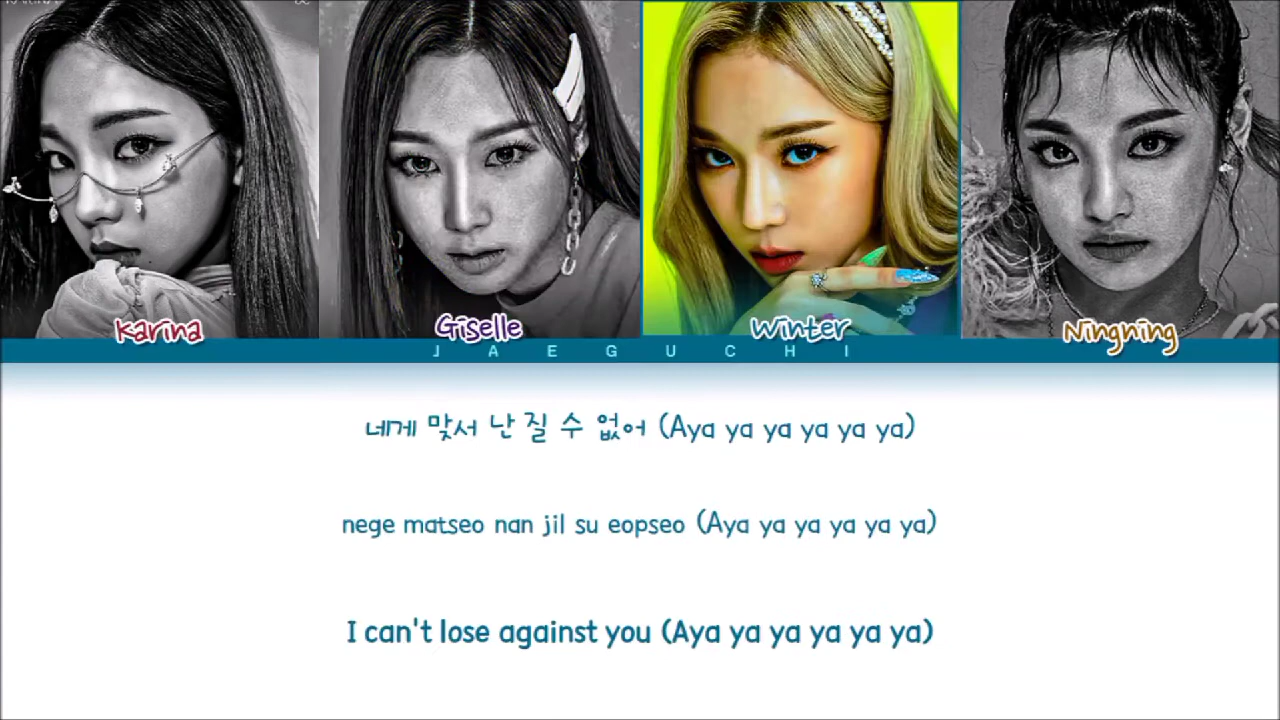 Karina
Giselle
Winter
Ningning
JAEGUCHI
네게 맞서 난 질 수 없어 (Aya ya ya ya ya ya)
nege matseo nan jil su eopseo (Aya ya ya ya ya ya)
I can't lose against you (Aya ya ya ya ya ya)